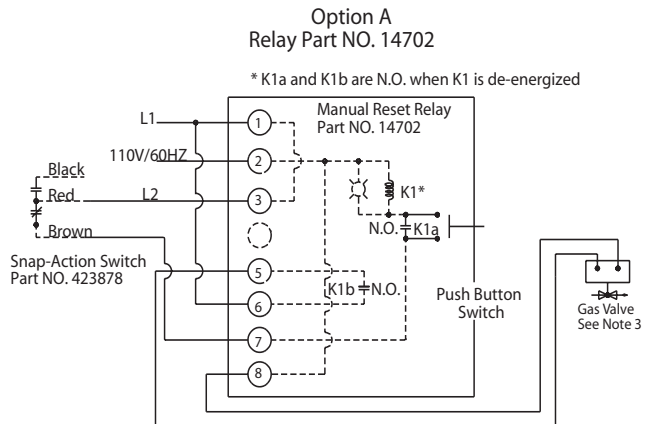 Option A
Relay Part NO. 14702
* K1a and K1b are N.O. when K1 is de-energized
Manual Reset Relay
Part NO. 14702
L1
1
110V/60HZ
2
Black
Red
L2
3
K1*
N.O.
K1a
Brown
Snap-Action Switch
Part NO. 423878
5
K1b
N.O.
6
Push Button
Switch
Gas Valve
See Note 3
7
8